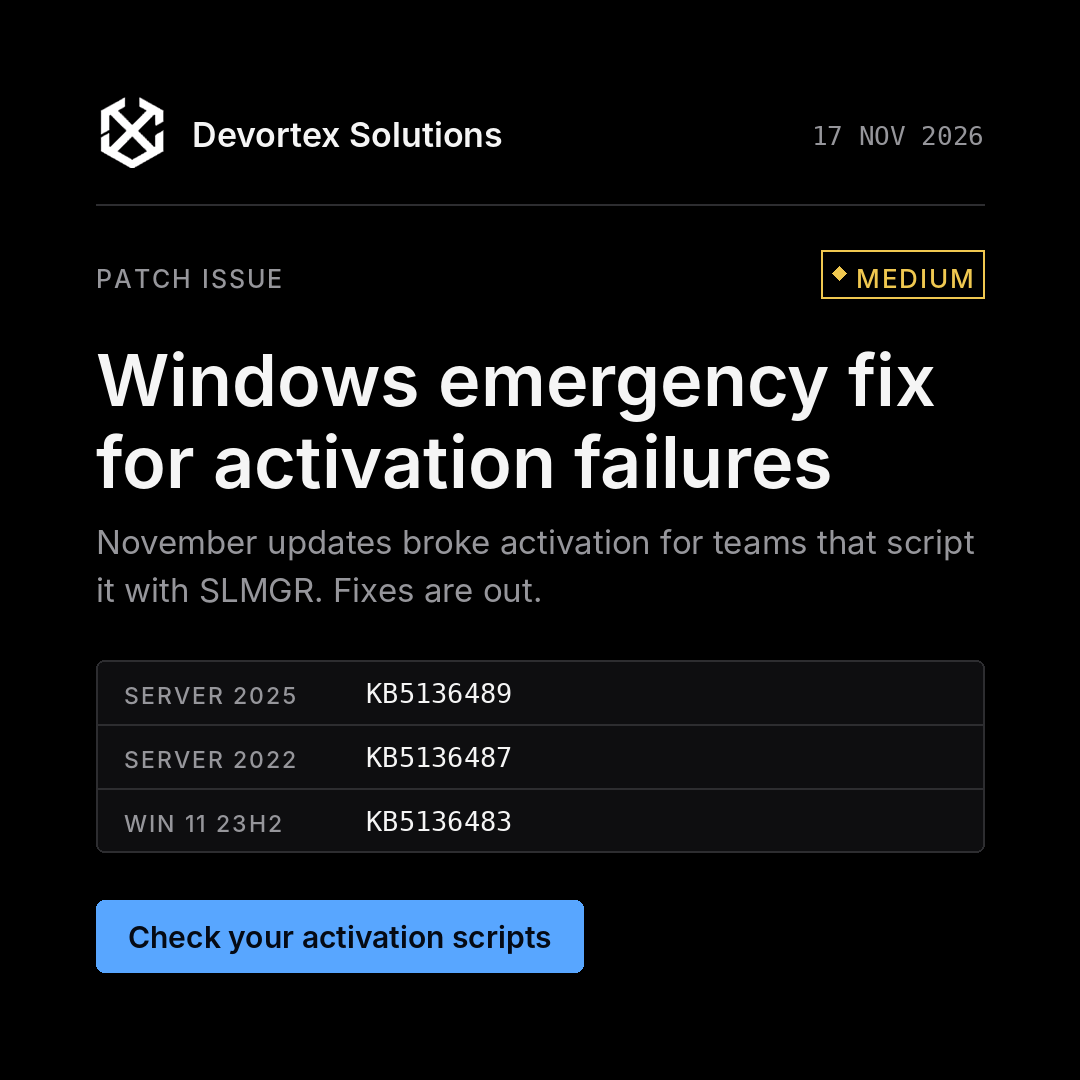 Devortex Solutions
17 NOV 2026
PATCH ISSUE
MEDIUM
Windows emergency fix
for activation failures
November updates broke activation for teams that script
it with SLMGR. Fixes are out.
SERVER 2025 KB5136489
SERVER 2022 KB5136487
WIN 11 23H2 KB5136483
Check your activation scripts